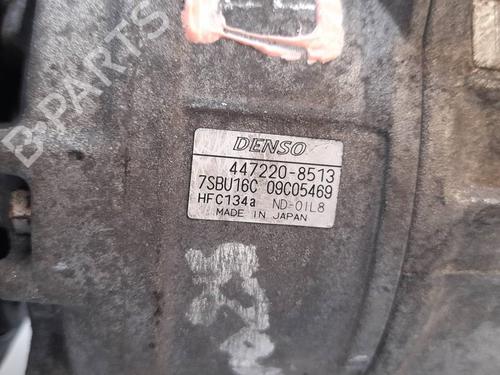 B-PARTS
DENSO
447220-8513
7SBU16C 09C05469
HFC134a ND-OIL8
MADE IN JAPAN